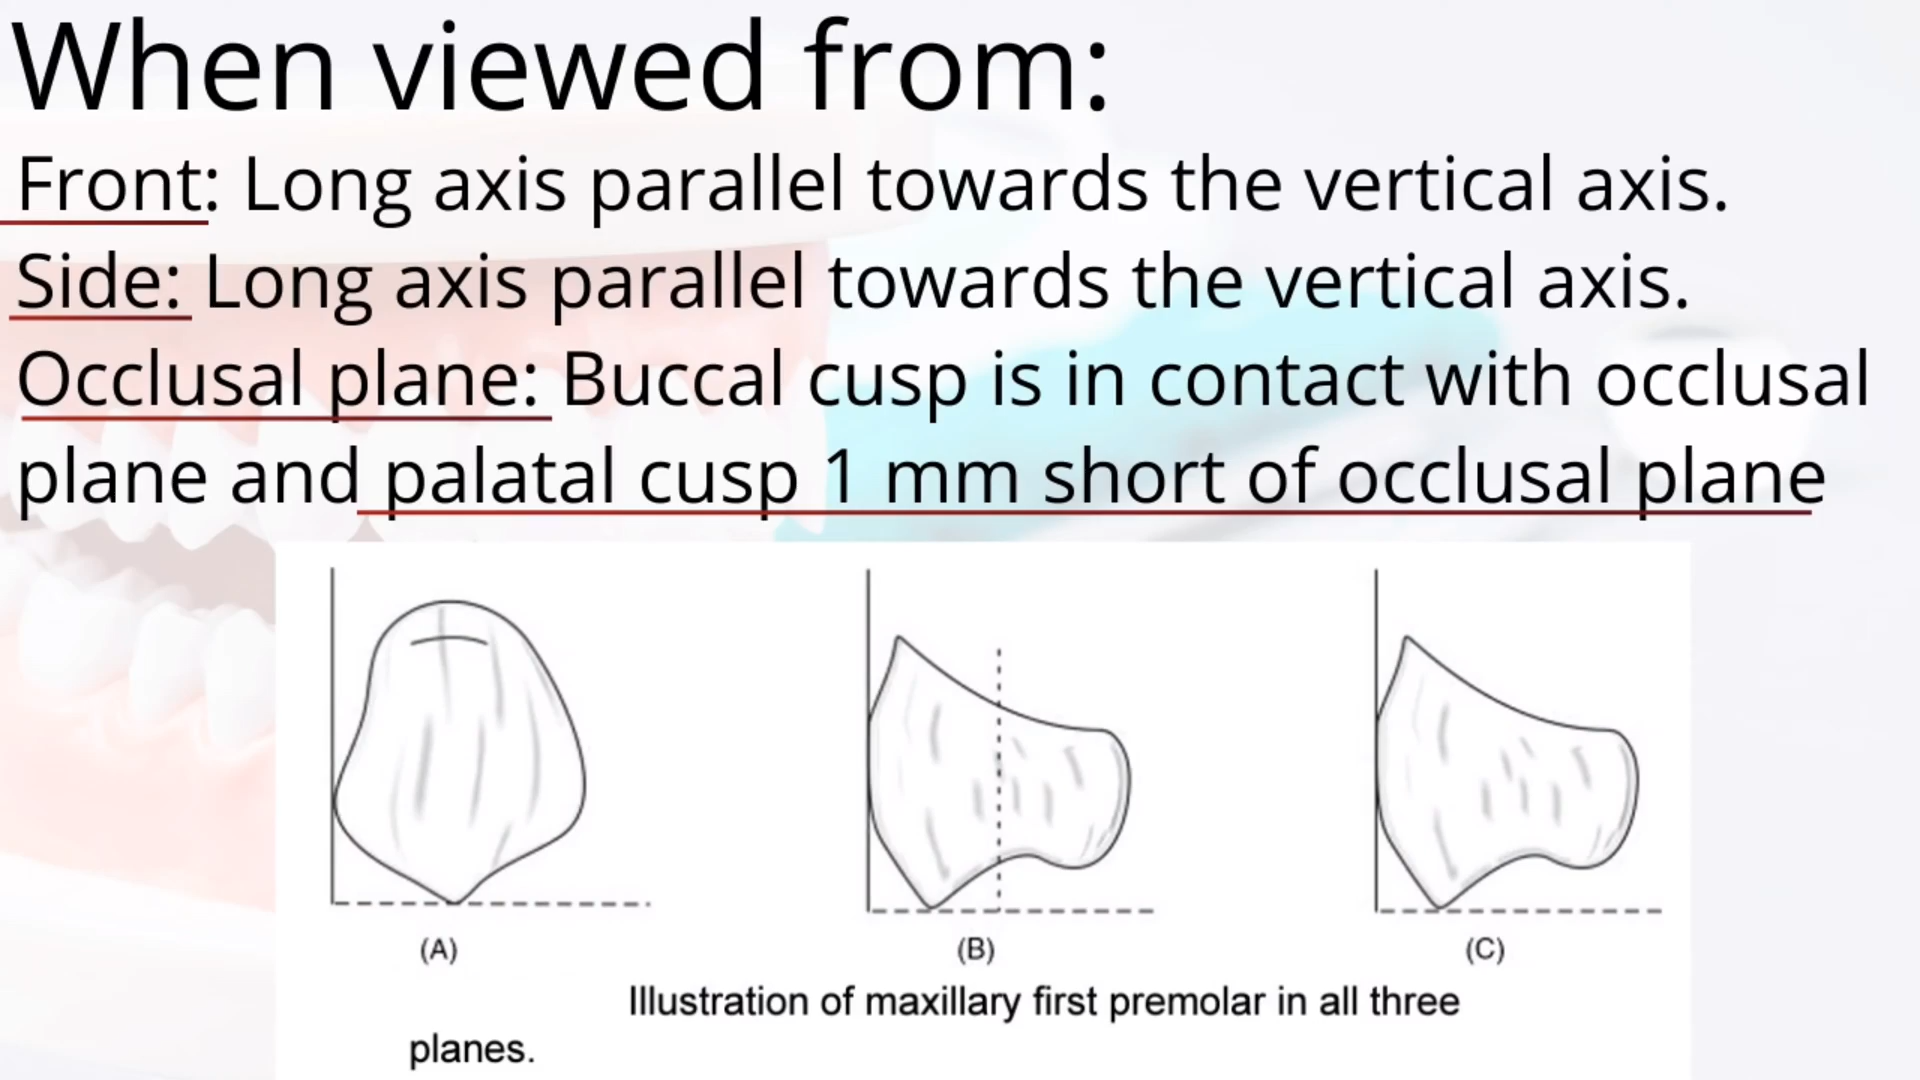 When viewed from:
Front: Long axis parallel towards the vertical axis.
Side: Long axis parallel towards the vertical axis.
Occlusal plane: Buccal cusp is in contact with occlusal
plane and palatal cusp 1 mm short of occlusal plane
(A) (B) (C)
Illustration of maxillary first premolar in all three
planes.